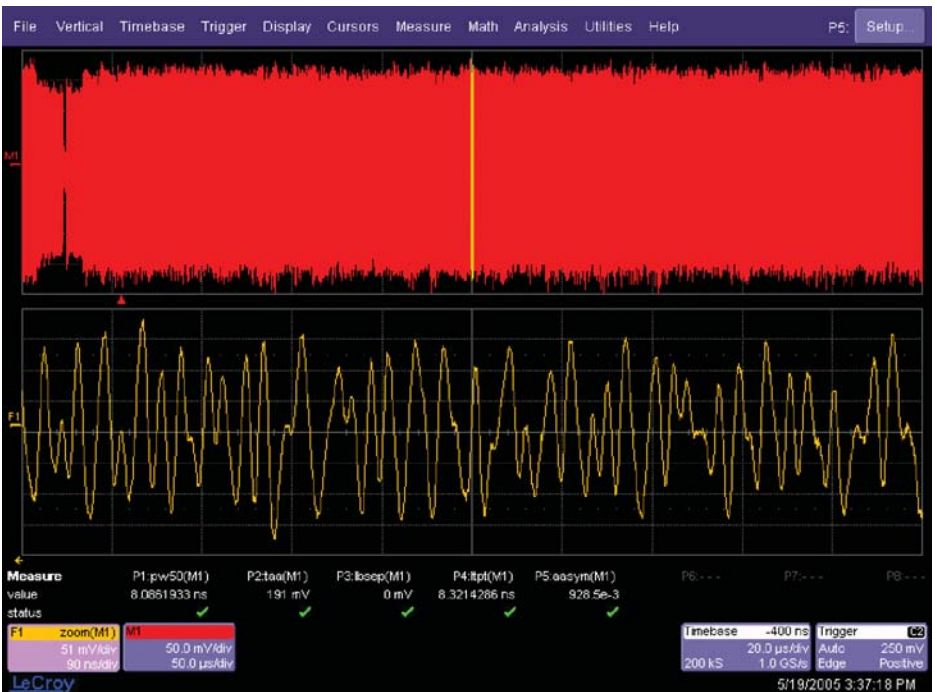 File Vertical Timebase Trigger Display Cursors Measure Math Analysis Utilities Help P5: Setup...
M1
F1
Measure P1:pw50(M1) P2:taa(M1) P3:lbsep(M1) P4:ltpt(M1) P5:aasym(M1) P6:--- P7:--- P8:---
value 8.0861933 ns 191 mV 0 mV 8.3214286 ns 928.5e-3
status
F1 zoom(M1) M1 Timebase -400 ns Trigger C2
51 mV/div 50.0 mV/div 20.0 µs/div Auto 250 mV
90 ns/div 50.0 µs/div 200 kS 1.0 GS/s Edge Positive
LeCroy 5/19/2005 3:37:18 PM